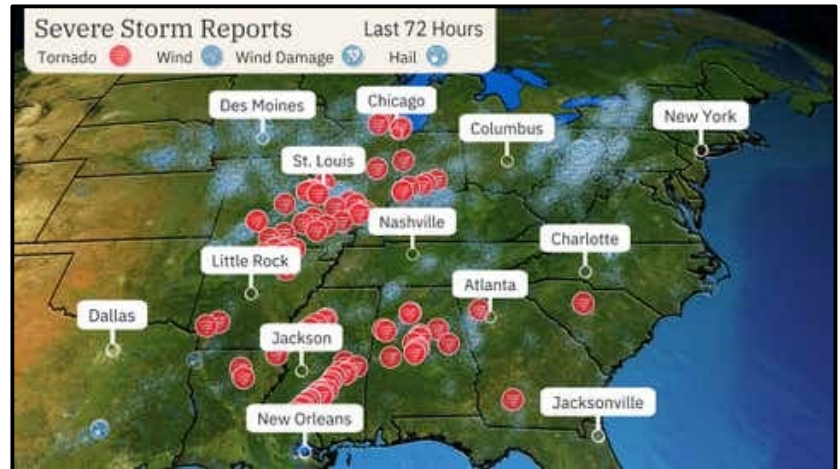 Severe Storm Reports
Last 72 Hours
Tornado
Wind
Wind Damage
Hail
Des Moines
Chicago
Columbus
New York
St. Louis
Nashville
Charlotte
Little Rock
Atlanta
Dallas
Jackson
New Orleans
Jacksonville